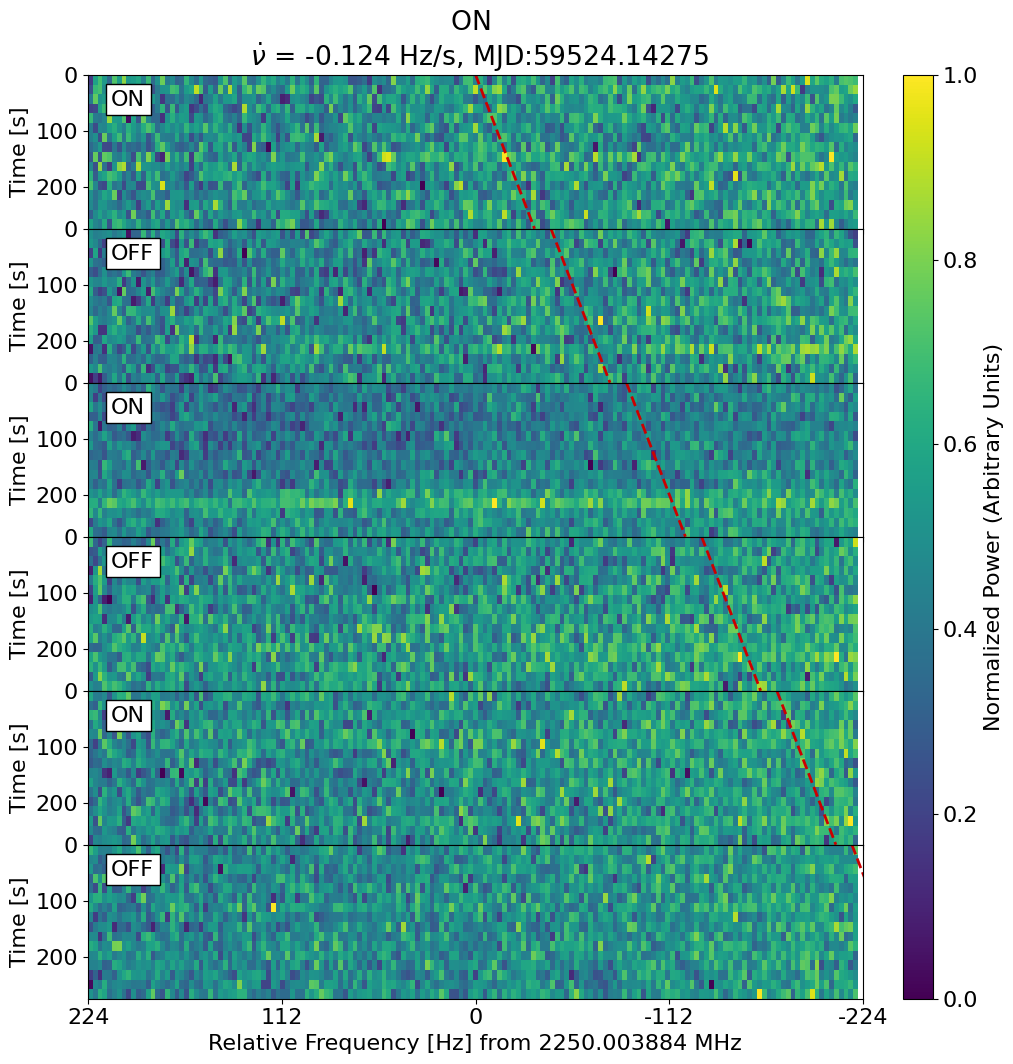 ON
ν̇ = -0.124 Hz/s, MJD:59524.14275
0
ON
100
200
Time [s]
0
OFF
100
200
Time [s]
0
ON
100
200
Time [s]
0
OFF
100
200
Time [s]
0
ON
100
200
Time [s]
0
OFF
100
200
Time [s]
224 112 0 -112 -224
Relative Frequency [Hz] from 2250.003884 MHz
1.0
0.8
0.6
0.4
0.2
0.0
Normalized Power (Arbitrary Units)